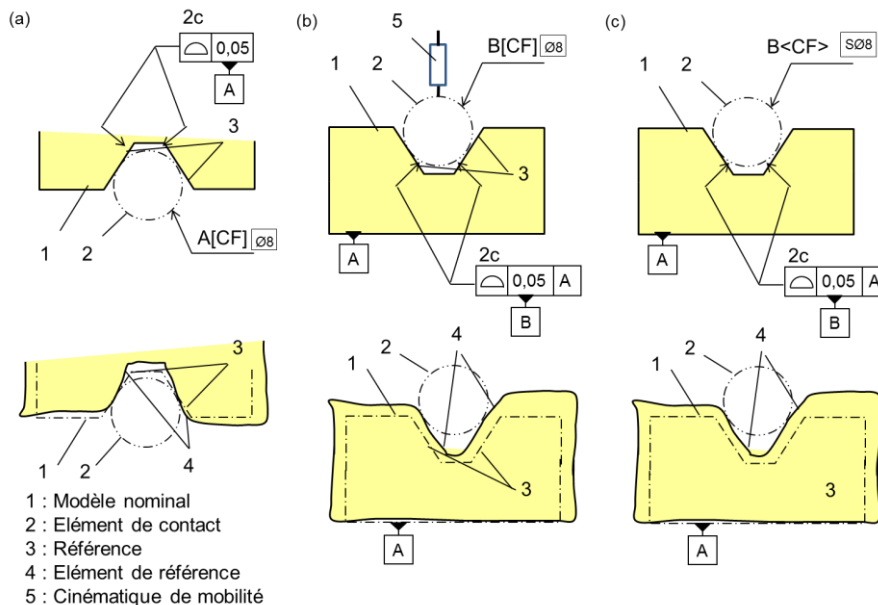 (a)
2c
⌓ 0,05
A
3
1
2
A[CF] Ø8
3
1
2
4
1 : Modèle nominal
2 : Elément de contact
3 : Référence
4 : Elément de référence
5 : Cinématique de mobilité
(b)
5
B[CF] Ø8
1
2
3
A
2c
⌓ 0,05 A
B
4
2
1
3
A
(c)
B<CF> SØ8
1
2
A
2c
⌓ 0,05 A
B
4
2
1
3
A